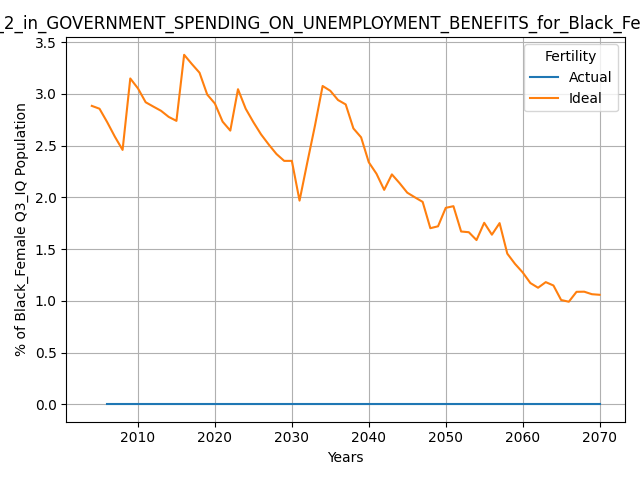 _2_in_GOVERNMENT_SPENDING_ON_UNEMPLOYMENT_BENEFITS_for_Black_Fe
Fertility
Actual
Ideal
3.5
3.0
2.5
2.0
1.5
1.0
0.5
0.0
% of Black_Female Q3_IQ Population
2010 2020 2030 2040 2050 2060 2070
Years